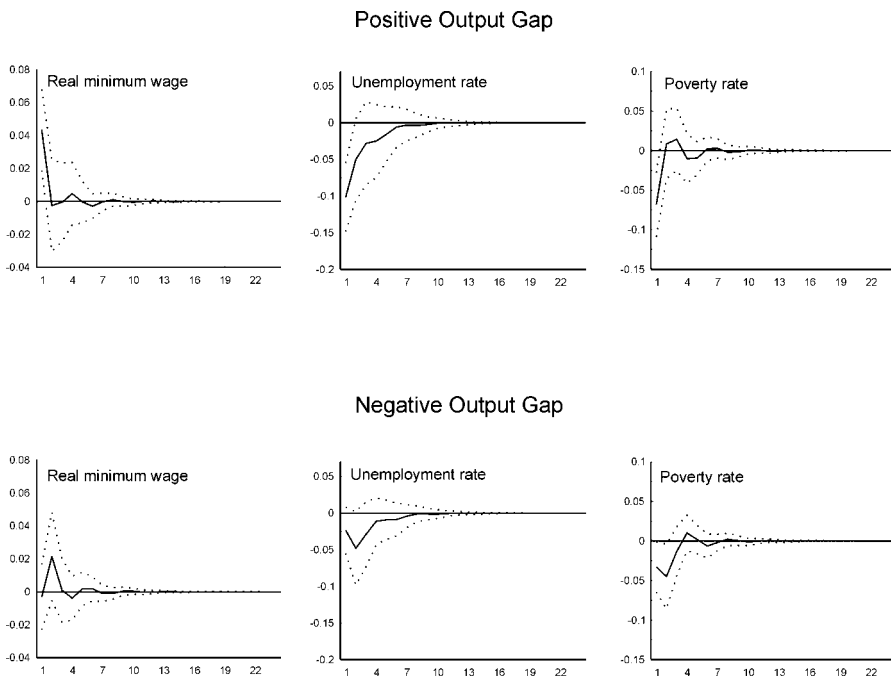 Positive Output Gap
Real minimum wage
0.08
0.06
0.04
0.02
0
-0.02
-0.04
1 4 7 10 13 16 19 22
Unemployment rate
0.05
0
-0.05
-0.1
-0.15
-0.2
1 4 7 10 13 16 19 22
Poverty rate
0.1
0.05
0
-0.05
-0.1
-0.15
1 4 7 10 13 16 19 22
Negative Output Gap
Real minimum wage
0.08
0.06
0.04
0.02
0
-0.02
-0.04
1 4 7 10 13 16 19 22
Unemployment rate
0.05
0
-0.05
-0.1
-0.15
-0.2
1 4 7 10 13 16 19 22
Poverty rate
0.1
0.05
0
-0.05
-0.1
-0.15
1 4 7 10 13 16 19 22